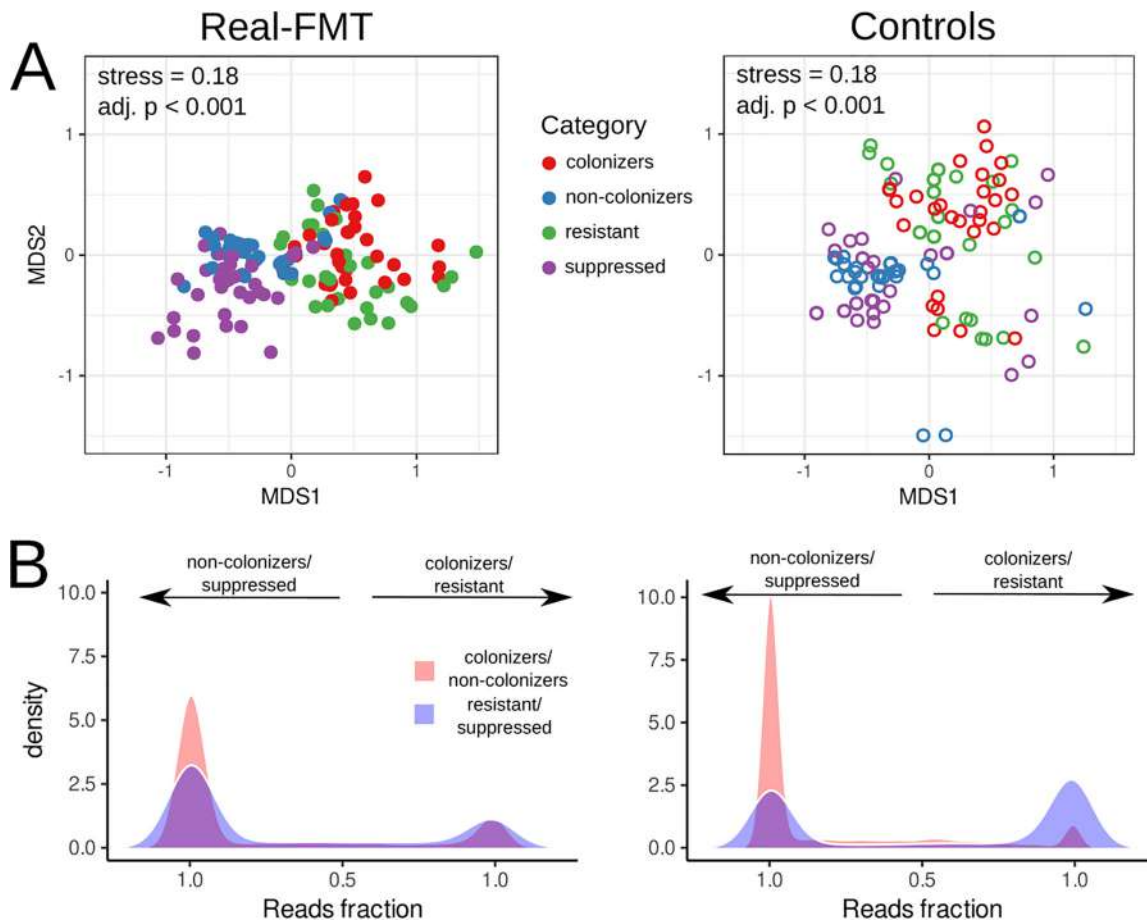 Real-FMT
Controls
A
stress = 0.18
adj. p < 0.001
1
0
-1
MDS2
-1
0
1
MDS1
Category
colonizers
non-colonizers
resistant
suppressed
stress = 0.18
adj. p < 0.001
1
0
-1
-1
0
1
MDS1
B
non-colonizers/
suppressed
colonizers/
resistant
10.0
7.5
5.0
2.5
0.0
density
colonizers/
non-colonizers
resistant/
suppressed
1.0
0.5
1.0
Reads fraction
non-colonizers/
suppressed
colonizers/
resistant
10.0
7.5
5.0
2.5
0.0
1.0
0.5
1.0
Reads fraction